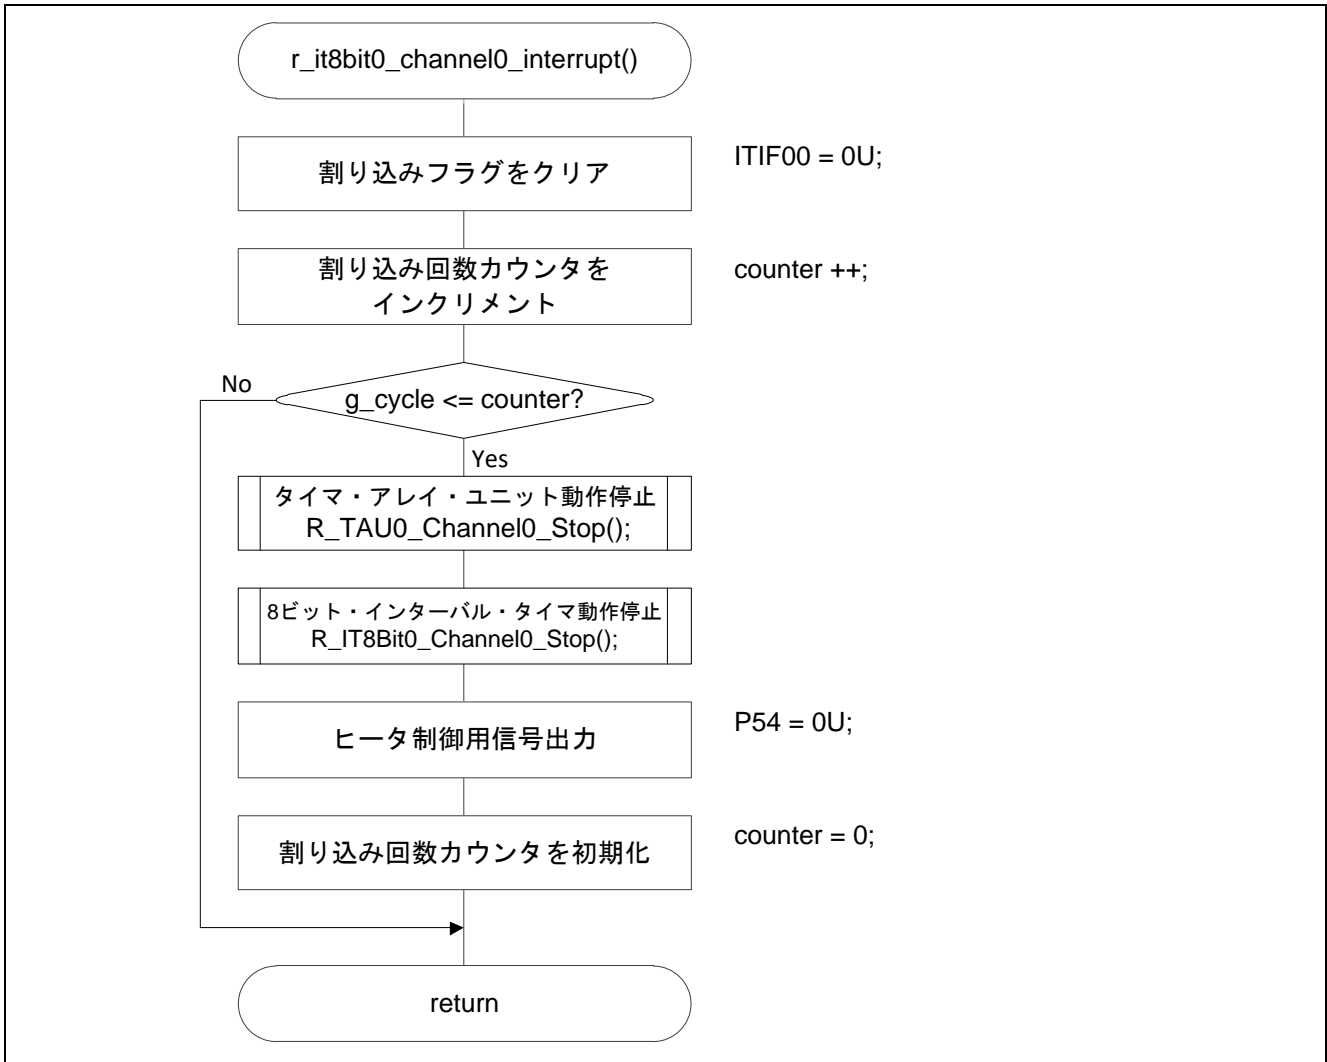 r_it8bit0_channel0_interrupt()
割り込みフラグをクリア
ITIF00 = 0U;
割り込み回数カウンタを
インクリメント
counter ++;
No
g_cycle <= counter?
Yes
タイマ・アレイ・ユニット動作停止
R_TAU0_Channel0_Stop();
8ビット・インターバル・タイマ動作停止
R_IT8Bit0_Channel0_Stop();
ヒータ制御用信号出力
P54 = 0U;
割り込み回数カウンタを初期化
counter = 0;
return